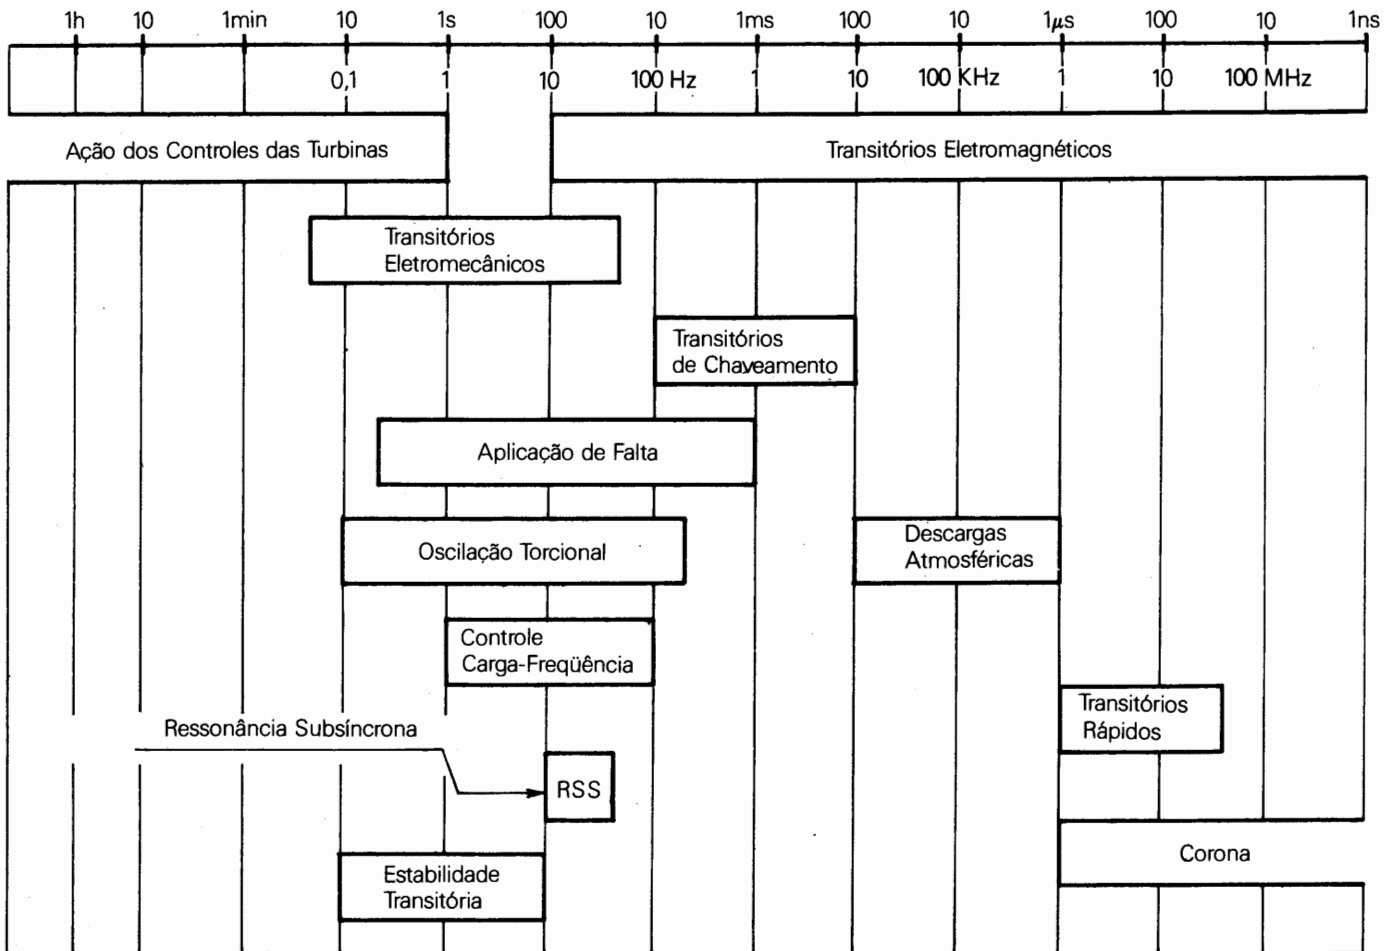 1h 10 1min 10 1s 100 10 1ms 100 10 1μs 100 10 1ns
0,1 1 10 100 Hz 1 10 100 KHz 1 10 100 MHz
Ação dos Controles das Turbinas
Transitórios Eletromagnéticos
Transitórios
Eletromecânicos
Transitórios
de Chaveamento
Aplicação de Falta
Oscilação Torcional
Descargas
Atmosféricas
Controle
Carga-Freqüência
Transitórios
Rápidos
Ressonância Subsíncrona
RSS
Corona
Estabilidade
Transitória